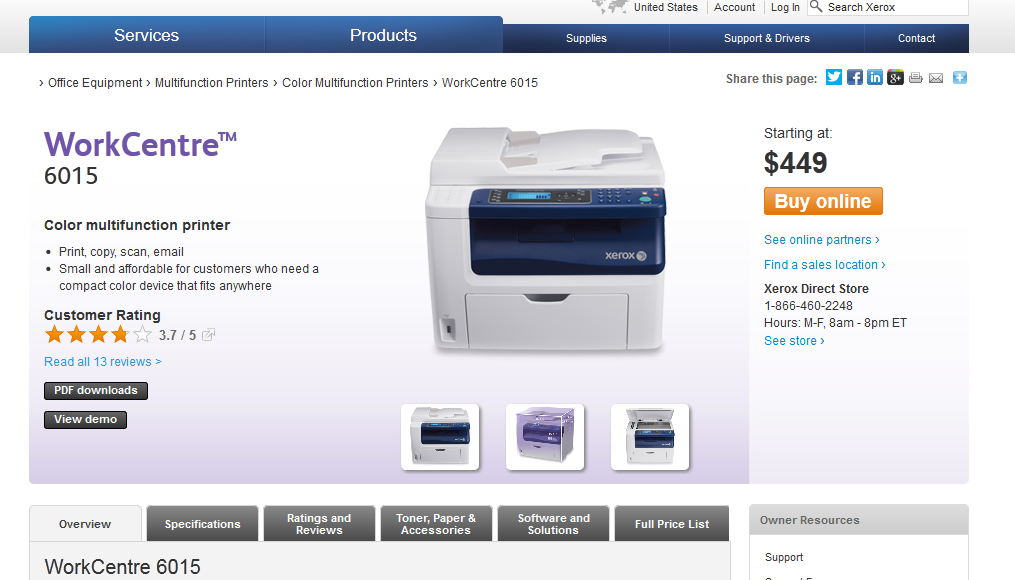 United States
Account
Log In
Search Xerox
Services
Products
Supplies
Support & Drivers
Contact
› Office Equipment › Multifunction Printers › Color Multifunction Printers › WorkCentre 6015
Share this page:
WorkCentre™
6015
Color multifunction printer
• Print, copy, scan, email
• Small and affordable for customers who need a
compact color device that fits anywhere
Customer Rating
3.7 / 5
Read all 13 reviews >
PDF downloads
View demo
xerox
Starting at:
$449
Buy online
See online partners ›
Find a sales location ›
Xerox Direct Store
1-866-460-2248
Hours: M-F, 8am - 8pm ET
See store ›
Overview
Specifications
Ratings and
Reviews
Toner, Paper &
Accessories
Software and
Solutions
Full Price List
Owner Resources
WorkCentre 6015
Support